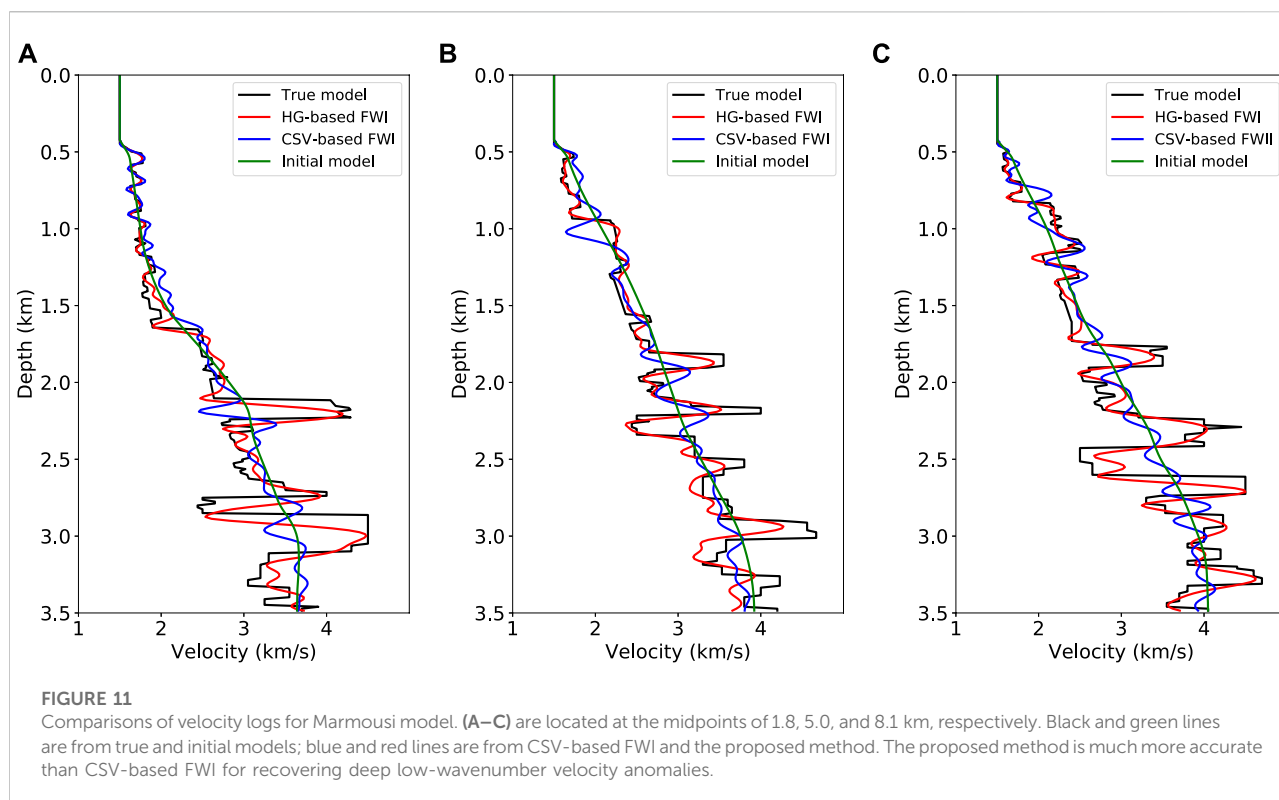 A
0.0
0.5
1.0
1.5
2.0
2.5
3.0
3.5
Depth (km)
True model
HG-based FWI
CSV-based FWI
Initial model
1 2 3 4
Velocity (km/s)
B
0.0
0.5
1.0
1.5
2.0
2.5
3.0
3.5
Depth (km)
True model
HG-based FWI
CSV-based FWI
Initial model
1 2 3 4
Velocity (km/s)
C
0.0
0.5
1.0
1.5
2.0
2.5
3.0
3.5
Depth (km)
True model
HG-based FWI
CSV-based FWII
Initial model
1 2 3 4
Velocity (km/s)
FIGURE 11
Comparisons of velocity logs for Marmousi model. (A–C) are located at the midpoints of 1.8, 5.0, and 8.1 km, respectively. Black and green lines
are from true and initial models; blue and red lines are from CSV-based FWI and the proposed method. The proposed method is much more accurate
than CSV-based FWI for recovering deep low-wavenumber velocity anomalies.